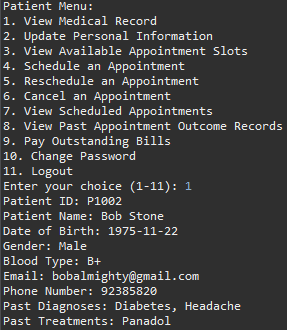 Patient Menu:
1. View Medical Record
2. Update Personal Information
3. View Available Appointment Slots
4. Schedule an Appointment
5. Reschedule an Appointment
6. Cancel an Appointment
7. View Scheduled Appointments
8. View Past Appointment Outcome Records
9. Pay Outstanding Bills
10. Change Password
11. Logout
Enter your choice (1-11): 1
Patient ID: P1002
Patient Name: Bob Stone
Date of Birth: 1975-11-22
Gender: Male
Blood Type: B+
Email: bobalmighty@gmail.com
Phone Number: 92385820
Past Diagnoses: Diabetes, Headache
Past Treatments: Panadol